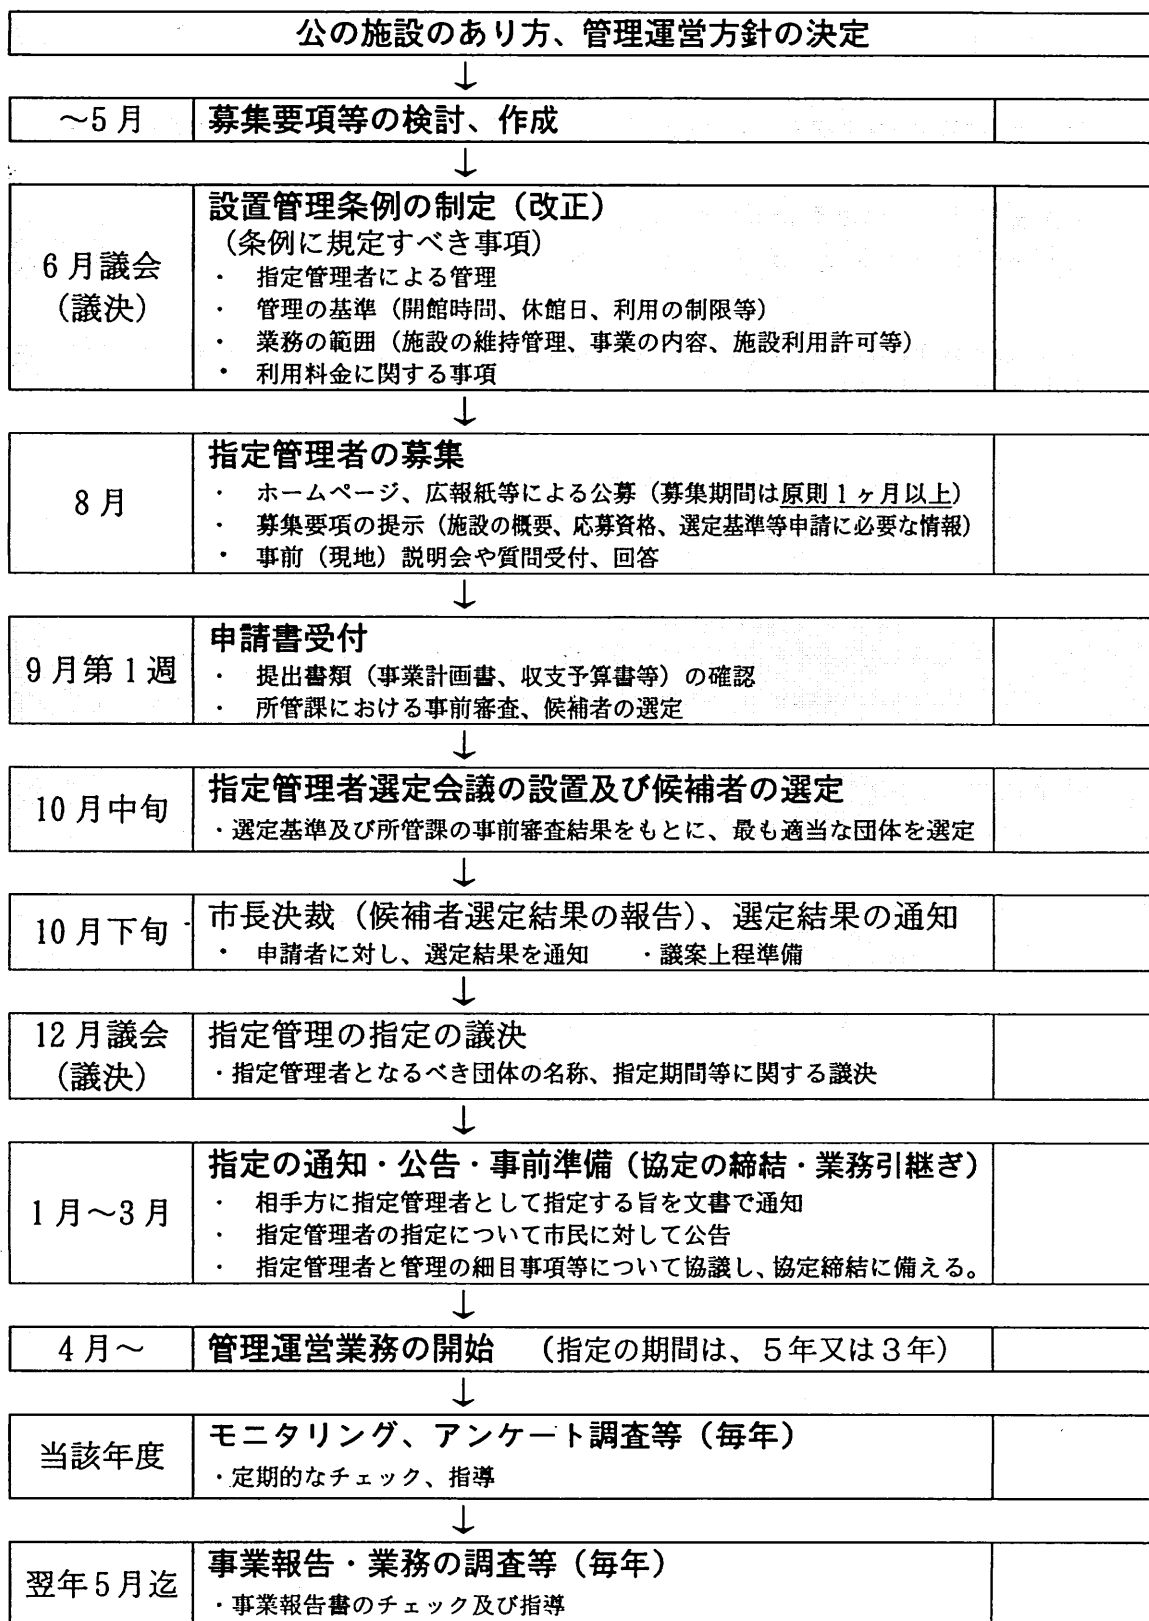 公の施設のあり方、管理運営方針の決定
↓
～5月 募集要項等の検討、作成
↓
6月議会
(議決)
設置管理条例の制定（改正）
（条例に規定すべき事項）
・ 指定管理者による管理
・ 管理の基準（開館時間、休館日、利用の制限等）
・ 業務の範囲（施設の維持管理、事業の内容、施設利用許可等）
・ 利用料金に関する事項
↓
8月
指定管理者の募集
・ ホームページ、広報紙等による公募（募集期間は原則1ヶ月以上）
・ 募集要項の提示（施設の概要、応募資格、選定基準等申請に必要な情報）
・ 事前（現地）説明会や質問受付、回答
↓
9月第1週
申請書受付
・ 提出書類（事業計画書、収支予算書等）の確認
・ 所管課における事前審査、候補者の選定
↓
10月中旬
指定管理者選定会議の設置及び候補者の選定
・選定基準及び所管課の事前審査結果をもとに、最も適当な団体を選定
↓
10月下旬
市長決裁（候補者選定結果の報告）、選定結果の通知
・ 申請者に対し、選定結果を通知 ・議案上程準備
↓
12月議会
(議決)
指定管理の指定の議決
・指定管理者となるべき団体の名称、指定期間等に関する議決
↓
1月～3月
指定の通知・公告・事前準備（協定の締結・業務引継ぎ）
・ 相手方に指定管理者として指定する旨を文書で通知
・ 指定管理者の指定について市民に対して公告
・ 指定管理者と管理の細目事項等について協議し、協定締結に備える。
↓
4月～ 管理運営業務の開始 （指定の期間は、5年又は3年）
↓
当該年度
モニタリング、アンケート調査等（毎年）
・定期的なチェック、指導
↓
翌年5月迄
事業報告・業務の調査等（毎年）
・事業報告書のチェック及び指導